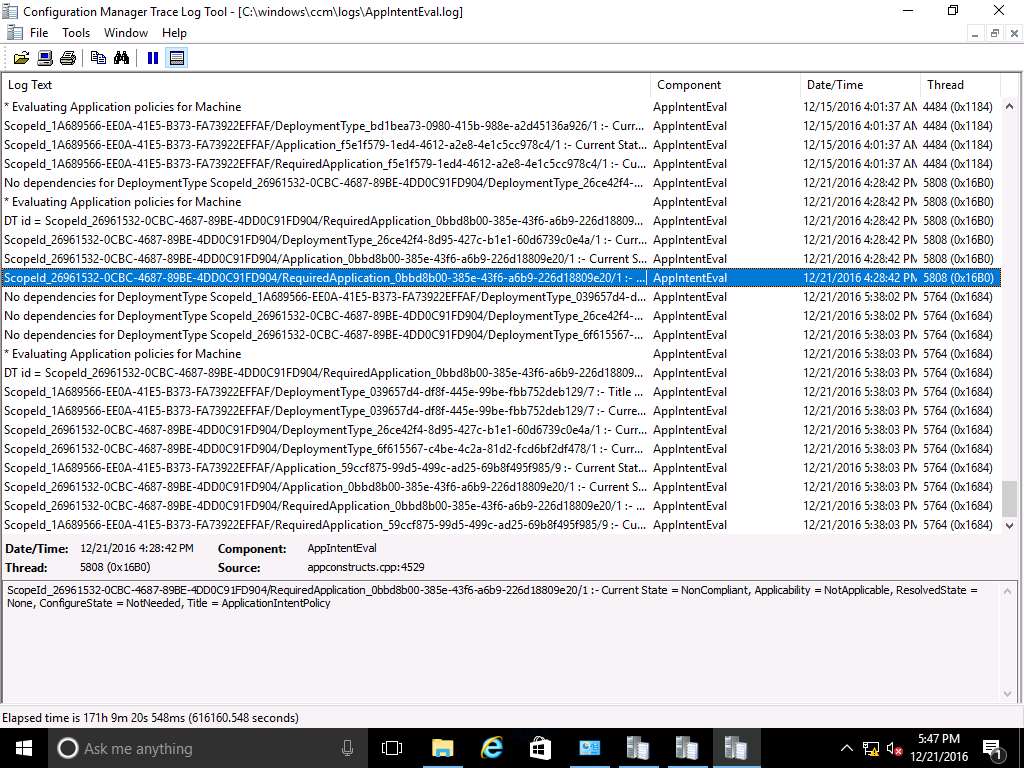 Configuration Manager Trace Log Tool - [C:\windows\ccm\logs\AppIntentEval.log]
File Tools Window Help
Log Text Component Date/Time Thread
* Evaluating Application policies for Machine AppIntentEval 12/15/2016 4:01:37 AM 4484 (0x1184)
ScopeId_1A689566-EE0A-41E5-B373-FA73922EFFAF/DeploymentType_bd1bea73-0980-415b-988e-a2d45136a926/1 :- Curr... AppIntentEval 12/15/2016 4:01:37 AM 4484 (0x1184)
ScopeId_1A689566-EE0A-41E5-B373-FA73922EFFAF/Application_f5e1f579-1ed4-4612-a2e8-4e1c5cc978c4/1 :- Current Stat... AppIntentEval 12/15/2016 4:01:37 AM 4484 (0x1184)
ScopeId_1A689566-EE0A-41E5-B373-FA73922EFFAF/RequiredApplication_f5e1f579-1ed4-4612-a2e8-4e1c5cc978c4/1 :- Cu... AppIntentEval 12/15/2016 4:01:37 AM 4484 (0x1184)
No dependencies for DeploymentType ScopeId_26961532-0CBC-4687-89BE-4DD0C91FD904/DeploymentType_26ce42f4-... AppIntentEval 12/21/2016 4:28:42 PM 5808 (0x16B0)
* Evaluating Application policies for Machine AppIntentEval 12/21/2016 4:28:42 PM 5808 (0x16B0)
DT id = ScopeId_26961532-0CBC-4687-89BE-4DD0C91FD904/RequiredApplication_0bbd8b00-385e-43f6-a6b9-226d18809... AppIntentEval 12/21/2016 4:28:42 PM 5808 (0x16B0)
ScopeId_26961532-0CBC-4687-89BE-4DD0C91FD904/DeploymentType_26ce42f4-8d95-427c-b1e1-60d6739c0e4a/1 :- Curr... AppIntentEval 12/21/2016 4:28:42 PM 5808 (0x16B0)
ScopeId_26961532-0CBC-4687-89BE-4DD0C91FD904/Application_0bbd8b00-385e-43f6-a6b9-226d18809e20/1 :- Current S... AppIntentEval 12/21/2016 4:28:42 PM 5808 (0x16B0)
ScopeId_26961532-0CBC-4687-89BE-4DD0C91FD904/RequiredApplication_0bbd8b00-385e-43f6-a6b9-226d18809e20/1 :- ... AppIntentEval 12/21/2016 4:28:42 PM 5808 (0x16B0)
No dependencies for DeploymentType ScopeId_1A689566-EE0A-41E5-B373-FA73922EFFAF/DeploymentType_039657d4-d... AppIntentEval 12/21/2016 5:38:02 PM 5764 (0x1684)
No dependencies for DeploymentType ScopeId_26961532-0CBC-4687-89BE-4DD0C91FD904/DeploymentType_26ce42f4-... AppIntentEval 12/21/2016 5:38:02 PM 5764 (0x1684)
No dependencies for DeploymentType ScopeId_26961532-0CBC-4687-89BE-4DD0C91FD904/DeploymentType_6f615567-... AppIntentEval 12/21/2016 5:38:03 PM 5764 (0x1684)
* Evaluating Application policies for Machine AppIntentEval 12/21/2016 5:38:03 PM 5764 (0x1684)
DT id = ScopeId_26961532-0CBC-4687-89BE-4DD0C91FD904/RequiredApplication_0bbd8b00-385e-43f6-a6b9-226d18809... AppIntentEval 12/21/2016 5:38:03 PM 5764 (0x1684)
ScopeId_1A689566-EE0A-41E5-B373-FA73922EFFAF/DeploymentType_039657d4-df8f-445e-99be-fbb752deb129/7 :- Title ... AppIntentEval 12/21/2016 5:38:03 PM 5764 (0x1684)
ScopeId_1A689566-EE0A-41E5-B373-FA73922EFFAF/DeploymentType_039657d4-df8f-445e-99be-fbb752deb129/7 :- Curre... AppIntentEval 12/21/2016 5:38:03 PM 5764 (0x1684)
ScopeId_26961532-0CBC-4687-89BE-4DD0C91FD904/DeploymentType_26ce42f4-8d95-427c-b1e1-60d6739c0e4a/1 :- Curr... AppIntentEval 12/21/2016 5:38:03 PM 5764 (0x1684)
ScopeId_26961532-0CBC-4687-89BE-4DD0C91FD904/DeploymentType_6f615567-c4be-4c2a-81d2-fcd6bf2df478/1 :- Curr... AppIntentEval 12/21/2016 5:38:03 PM 5764 (0x1684)
ScopeId_1A689566-EE0A-41E5-B373-FA73922EFFAF/Application_59ccf875-99d5-499c-ad25-69b8f495f985/9 :- Current Stat... AppIntentEval 12/21/2016 5:38:03 PM 5764 (0x1684)
ScopeId_26961532-0CBC-4687-89BE-4DD0C91FD904/Application_0bbd8b00-385e-43f6-a6b9-226d18809e20/1 :- Current S... AppIntentEval 12/21/2016 5:38:03 PM 5764 (0x1684)
ScopeId_26961532-0CBC-4687-89BE-4DD0C91FD904/RequiredApplication_0bbd8b00-385e-43f6-a6b9-226d18809e20/1 :- ... AppIntentEval 12/21/2016 5:38:03 PM 5764 (0x1684)
ScopeId_1A689566-EE0A-41E5-B373-FA73922EFFAF/RequiredApplication_59ccf875-99d5-499c-ad25-69b8f495f985/9 :- Cu... AppIntentEval 12/21/2016 5:38:03 PM 5764 (0x1684)
Date/Time: 12/21/2016 4:28:42 PM Component: AppIntentEval
Thread: 5808 (0x16B0) Source: appconstructs.cpp:4529
ScopeId_26961532-0CBC-4687-89BE-4DD0C91FD904/RequiredApplication_0bbd8b00-385e-43f6-a6b9-226d18809e20/1 :- Current State = NonCompliant, Applicability = NotApplicable, ResolvedState =
None, ConfigureState = NotNeeded, Title = ApplicationIntentPolicy
Elapsed time is 171h 9m 20s 548ms (616160.548 seconds)
Ask me anything
5:47 PM
12/21/2016
1